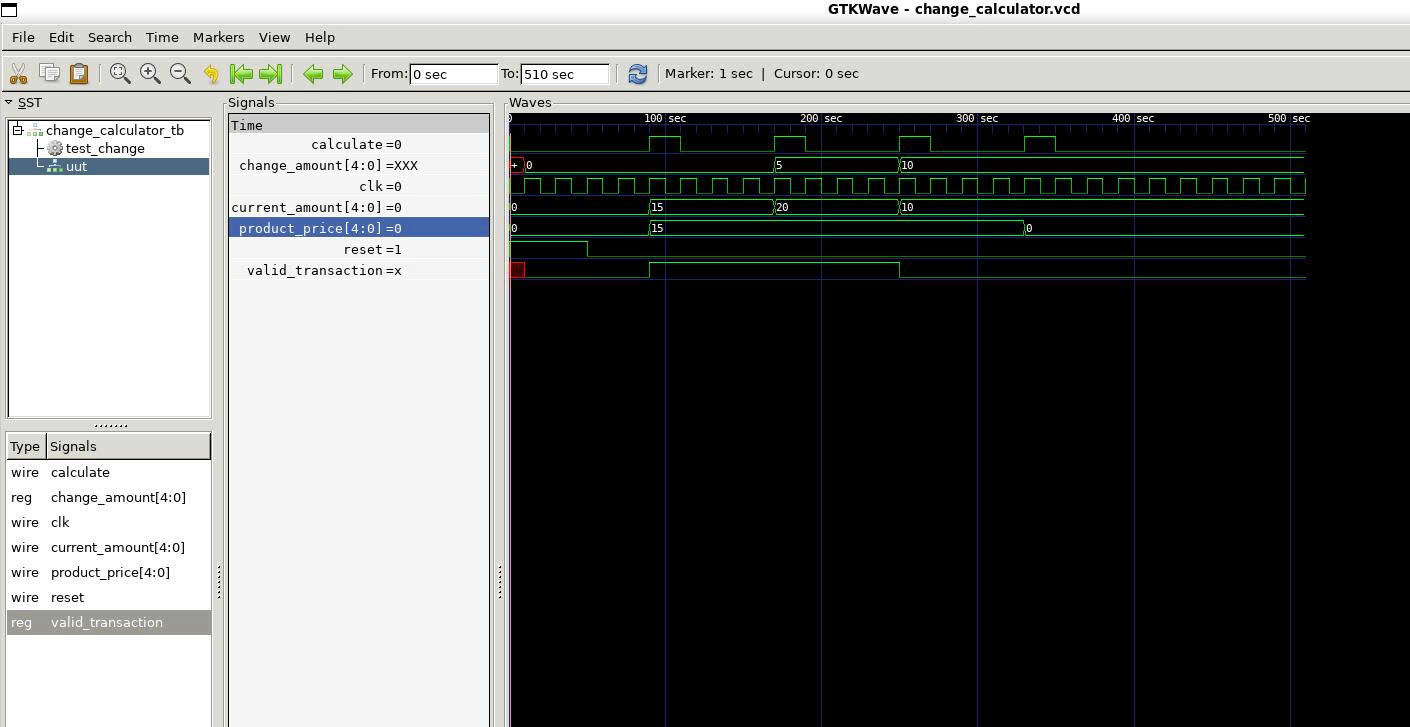 GTKWave - change_calculator.vcd
File Edit Search Time Markers View Help
From: 0 sec To: 510 sec Marker: 1 sec | Cursor: 0 sec
SST
change_calculator_tb
test_change
uut
Type Signals
wire calculate
reg change_amount[4:0]
wire clk
wire current_amount[4:0]
wire product_price[4:0]
wire reset
reg valid_transaction
Signals
Time
calculate =0
change_amount[4:0] =XXX
clk =0
current_amount[4:0] =0
product_price[4:0] =0
reset =1
valid_transaction =x
Waves
0 100 sec 200 sec 300 sec 400 sec 500 sec
+ 0 5 10
0 15 20 10
0 15 0